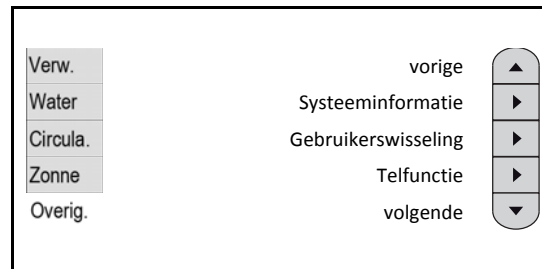 Verw. vorige
Water Systeeminformatie
Circula. Gebruikerswisseling
Zonne Telfunctie
Overig. volgende